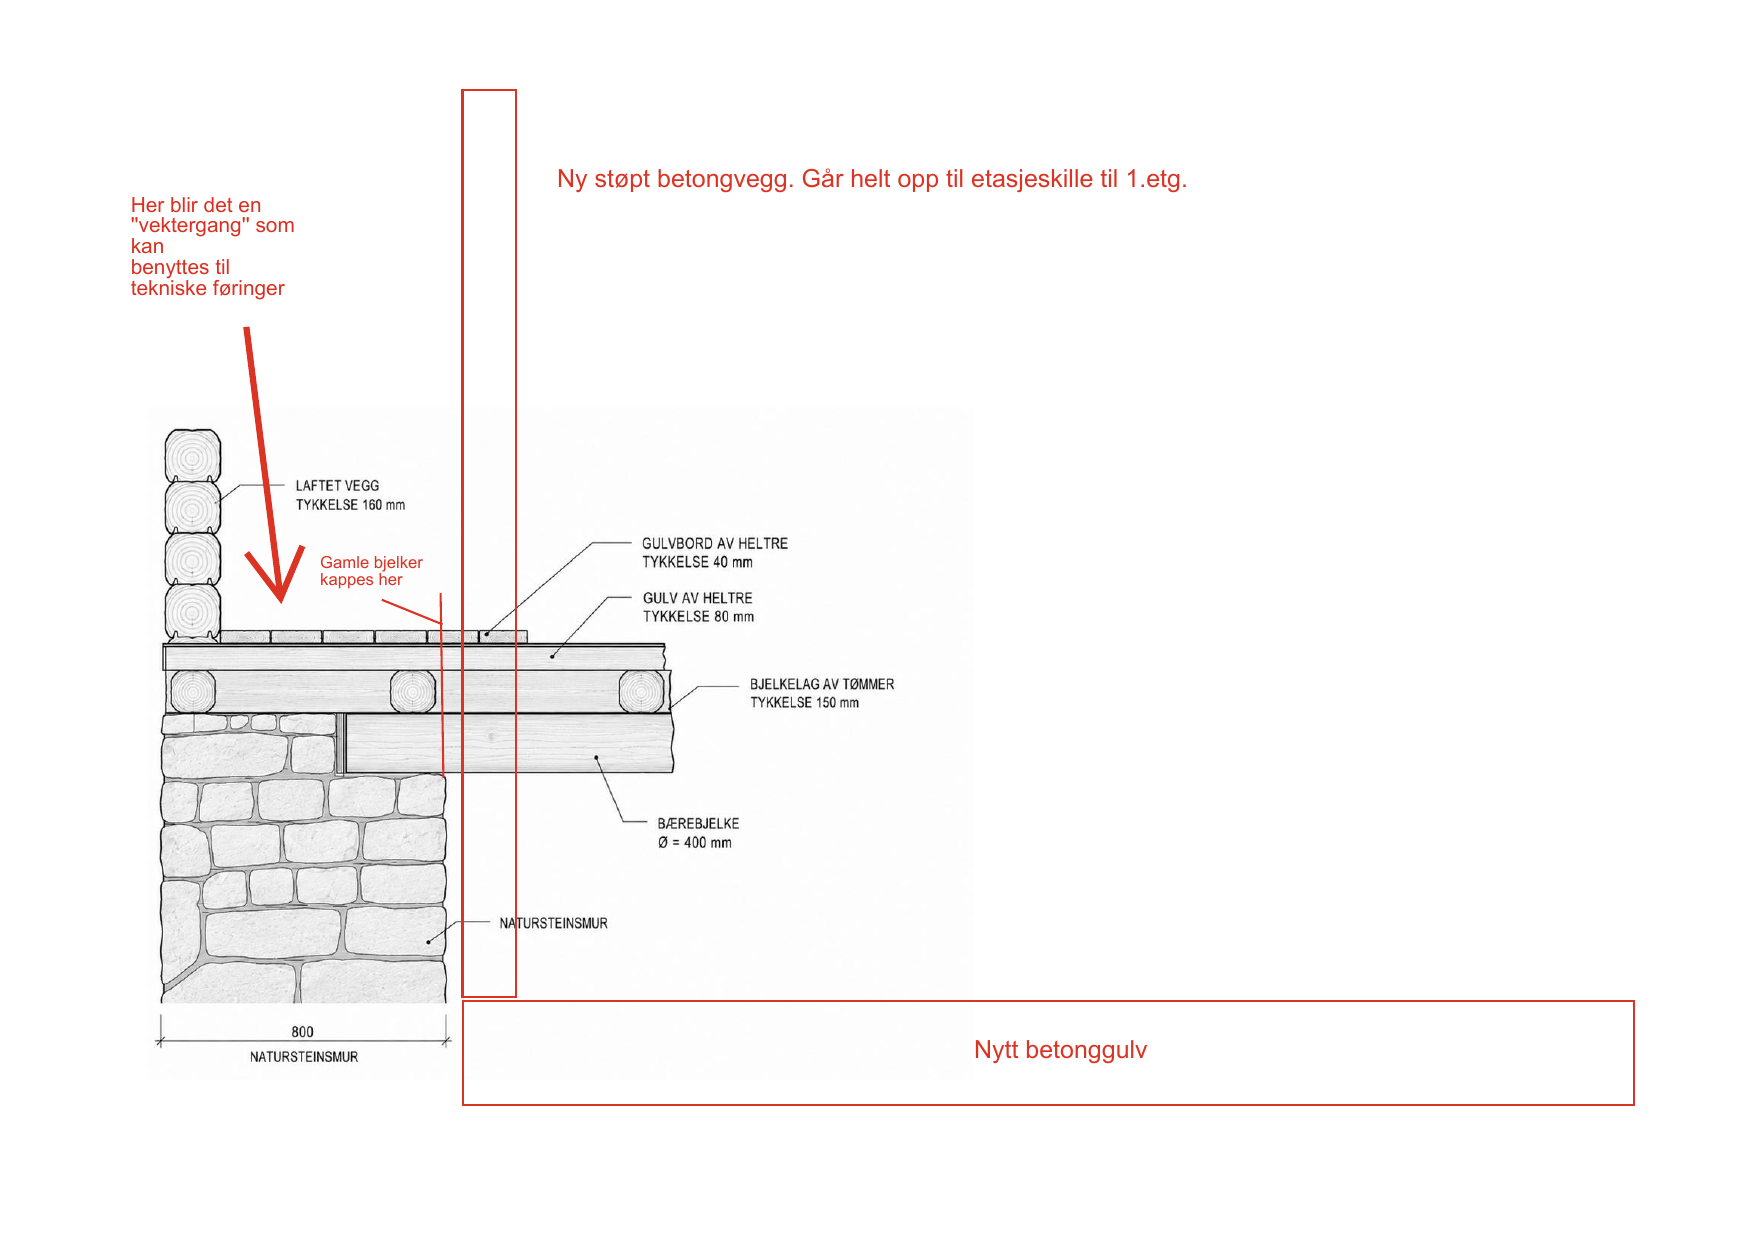 Ny støpt betongvegg. Går helt opp til etasjeskille til 1.etg.
Her blir det en
"vektergang" som
kan
benyttes til
tekniske føringer
LAFTET VEGG
TYKKELSE 160 mm
Gamle bjelker
kappes her
GULVBORD AV HELTRE
TYKKELSE 40 mm
GULV AV HELTRE
TYKKELSE 80 mm
BJELKELAG AV TØMMER
TYKKELSE 150 mm
BÆREBJELKE
Ø = 400 mm
NATURSTEINSMUR
800
NATURSTEINSMUR
Nytt betonggulv